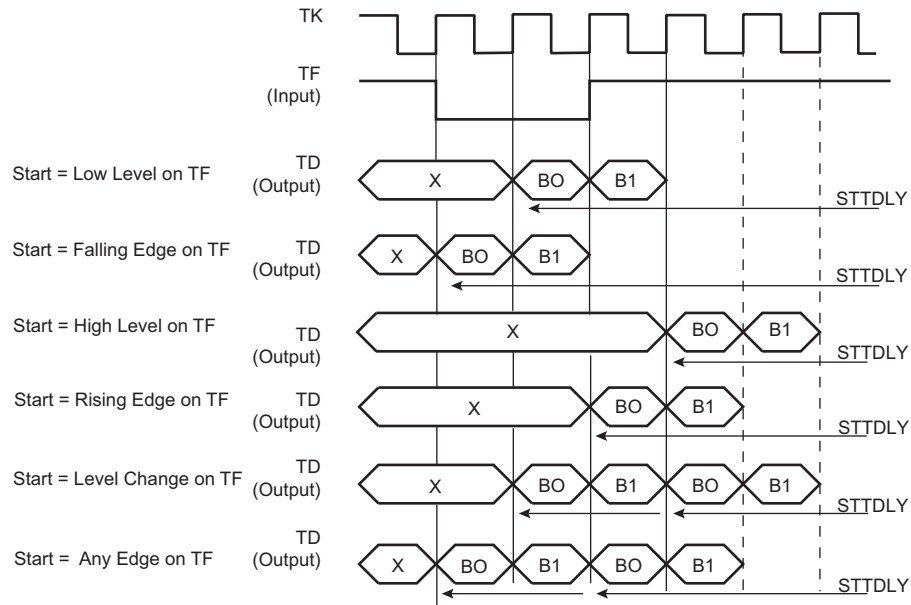 TK
TF
(Input)
Start = Low Level on TF
TD
(Output)
X
BO
B1
STTDLY
Start = Falling Edge on TF
TD
(Output)
X
BO
B1
STTDLY
Start = High Level on TF
TD
(Output)
X
BO
B1
STTDLY
Start = Rising Edge on TF
TD
(Output)
X
BO
B1
STTDLY
Start = Level Change on TF
TD
(Output)
X
BO
B1
BO
B1
STTDLY
Start = Any Edge on TF
TD
(Output)
X
BO
B1
BO
B1
STTDLY